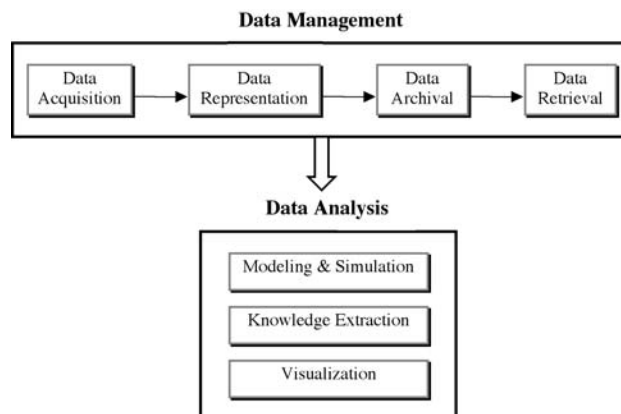 Data Management
Data
Acquisition
Data
Representation
Data
Archival
Data
Retrieval
Data Analysis
Modeling & Simulation
Knowledge Extraction
Visualization